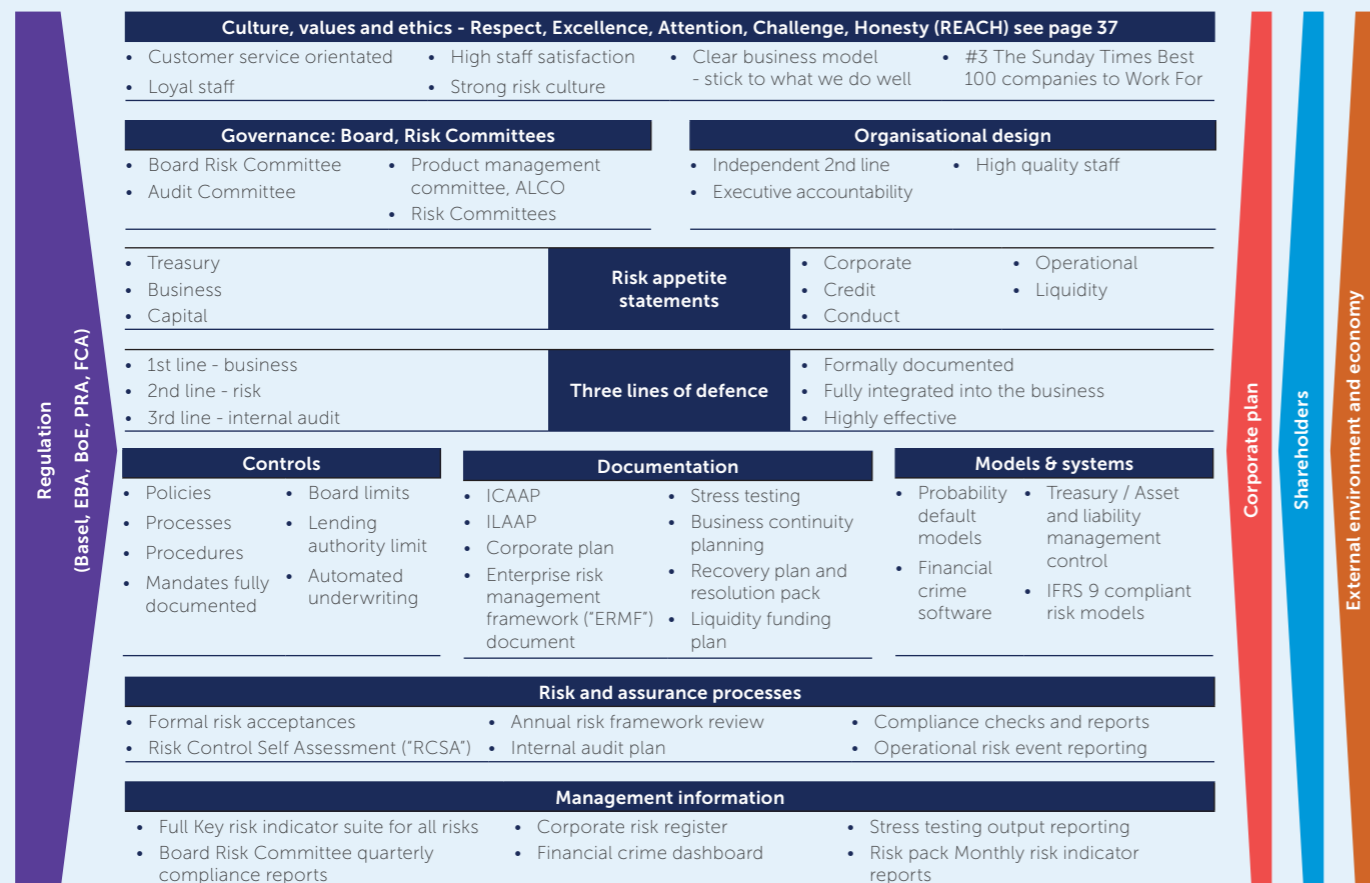 Culture, values and ethics - Respect, Excellence, Attention, Challenge, Honesty (REACH) see page 37
• Customer service orientated
• Loyal staff
• High staff satisfaction
• Strong risk culture
• Clear business model
- stick to what we do well
• #3 The Sunday Times Best
100 companies to Work For
Governance: Board, Risk Committees
• Board Risk Committee
• Audit Committee
• Product management
committee, ALCO
• Risk Committees
Organisational design
• Independent 2nd line
• Executive accountability
• High quality staff
• Treasury
• Business
• Capital
Risk appetite
statements
• Corporate
• Credit
• Conduct
• Operational
• Liquidity
• 1st line - business
• 2nd line - risk
• 3rd line - internal audit
Three lines of defence
• Formally documented
• Fully integrated into the business
• Highly effective
Controls
• Policies
• Processes
• Procedures
• Mandates fully
documented
• Board limits
• Lending
authority limit
• Automated
underwriting
Documentation
• ICAAP
• ILAAP
• Corporate plan
• Enterprise risk
management
framework ("ERMF")
document
• Stress testing
• Business continuity
planning
• Recovery plan and
resolution pack
• Liquidity funding
plan
Models & systems
• Probability
default
models
• Financial
crime
software
• Treasury / Asset
and liability
management
control
• IFRS 9 compliant
risk models
Risk and assurance processes
• Formal risk acceptances
• Risk Control Self Assessment ("RCSA")
• Annual risk framework review
• Internal audit plan
• Compliance checks and reports
• Operational risk event reporting
Management information
• Full Key risk indicator suite for all risks
• Board Risk Committee quarterly
compliance reports
• Corporate risk register
• Financial crime dashboard
• Stress testing output reporting
• Risk pack Monthly risk indicator
reports
Regulation
(Basel, EBA, BoE, PRA, FCA)
Corporate plan
Shareholders
External environment and economy